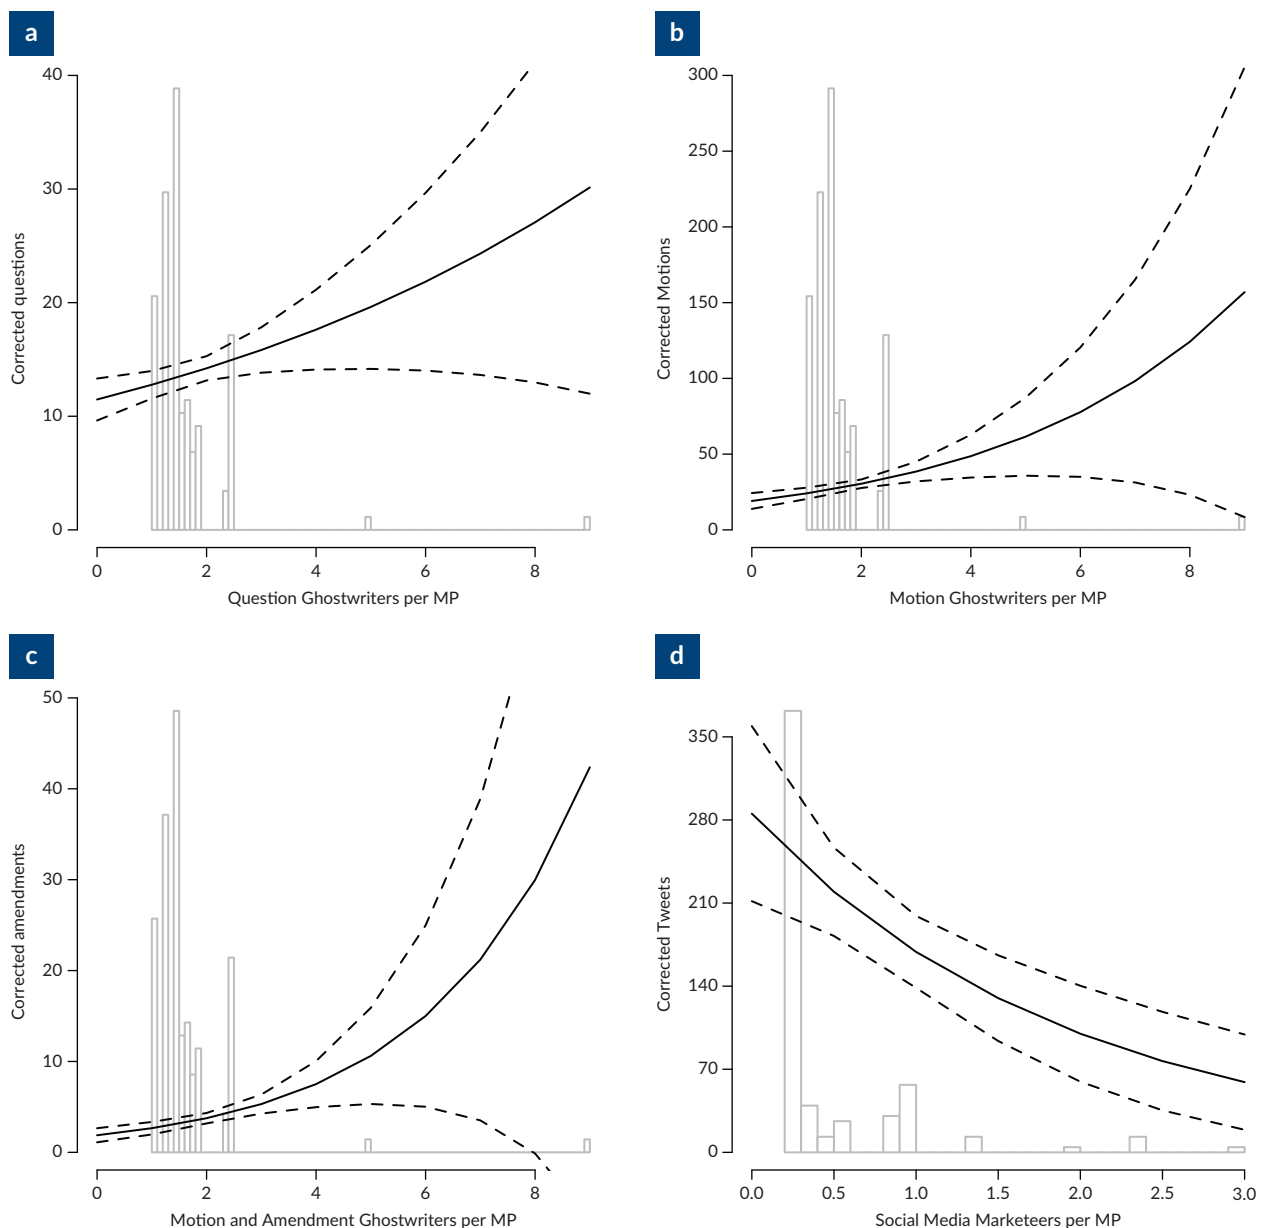 a
40
30
20
10
0
Corrected questions
0 2 4 6 8
Question Ghostwriters per MP
b
300
250
200
150
100
50
0
Corrected Motions
0 2 4 6 8
Motion Ghostwriters per MP
c
50
40
30
20
10
0
Corrected amendments
0 2 4 6 8
Motion and Amendment Ghostwriters per MP
d
350
280
210
140
70
0
Corrected Tweets
0.0 0.5 1.0 1.5 2.0 2.5 3.0
Social Media Marketeers per MP